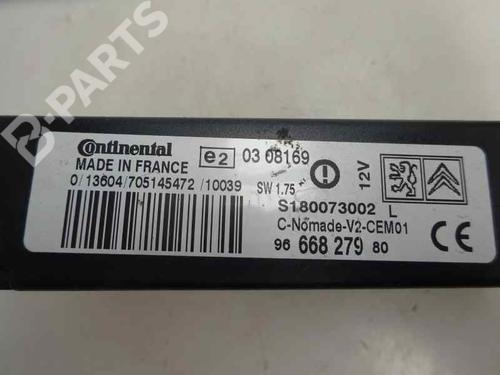 B-PARTS
Continental
MADE IN FRANCE
e2 03 08169
0/13604/705145472/10039
SW 1.75
12V
S180073002 L
C-Nomade-V2-CEM01
96 668 279 80
CE